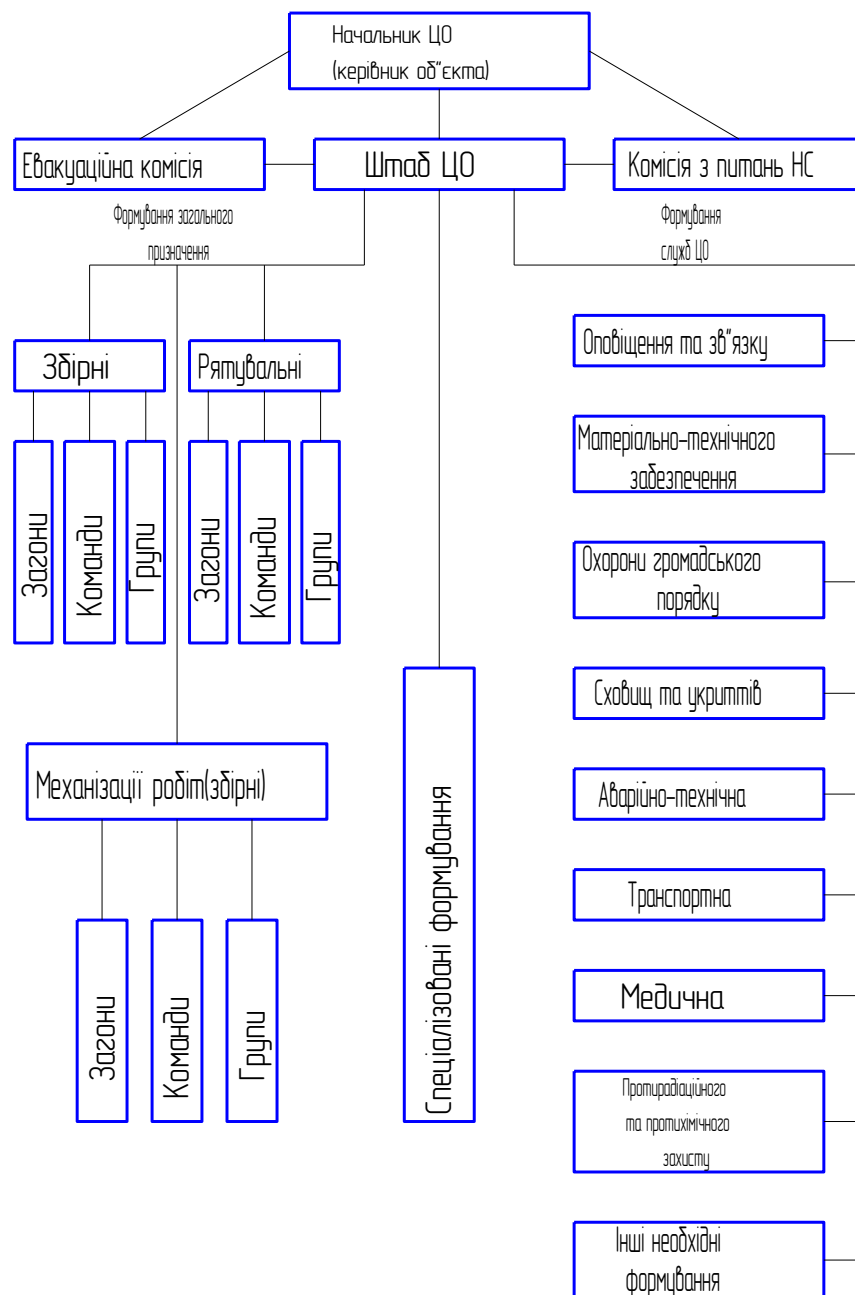 Начальник ЦО
(керівник об"єкта)
Евакуаційна комісія
Штаб ЦО
Комісія з питань НС
Формування загального
призначення
Формування
служб ЦО
Збірні
Рятувальні
Загони
Команди
Групи
Загони
Команди
Групи
Механізації робіт(збірні)
Загони
Команди
Групи
Спеціалізовані формування
Оповіщення та зв"язку
Матеріально-технічного
забезпечення
Охорони громадського
порядку
Сховищ та укриттів
Аварійно-технічна
Транспортна
Медична
Протирадіаційного
та протихімічного
захисту
Інші необхідні
формування